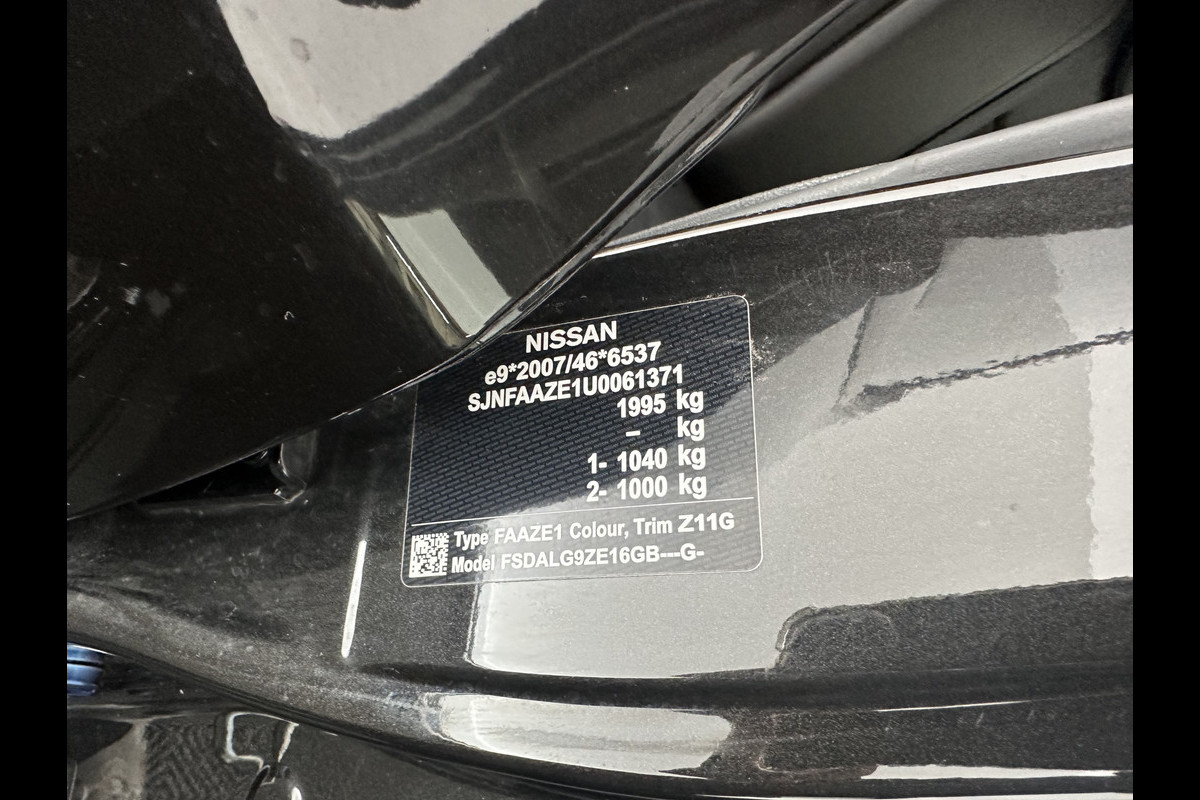 NISSAN
e9*2007/46*6537
SJNFAAZE1U0061371
1995 kg
– kg
1- 1040 kg
2- 1000 kg
Type FAAZE1 Colour, Trim Z11G
Model FSDALG9ZE16GB---G-